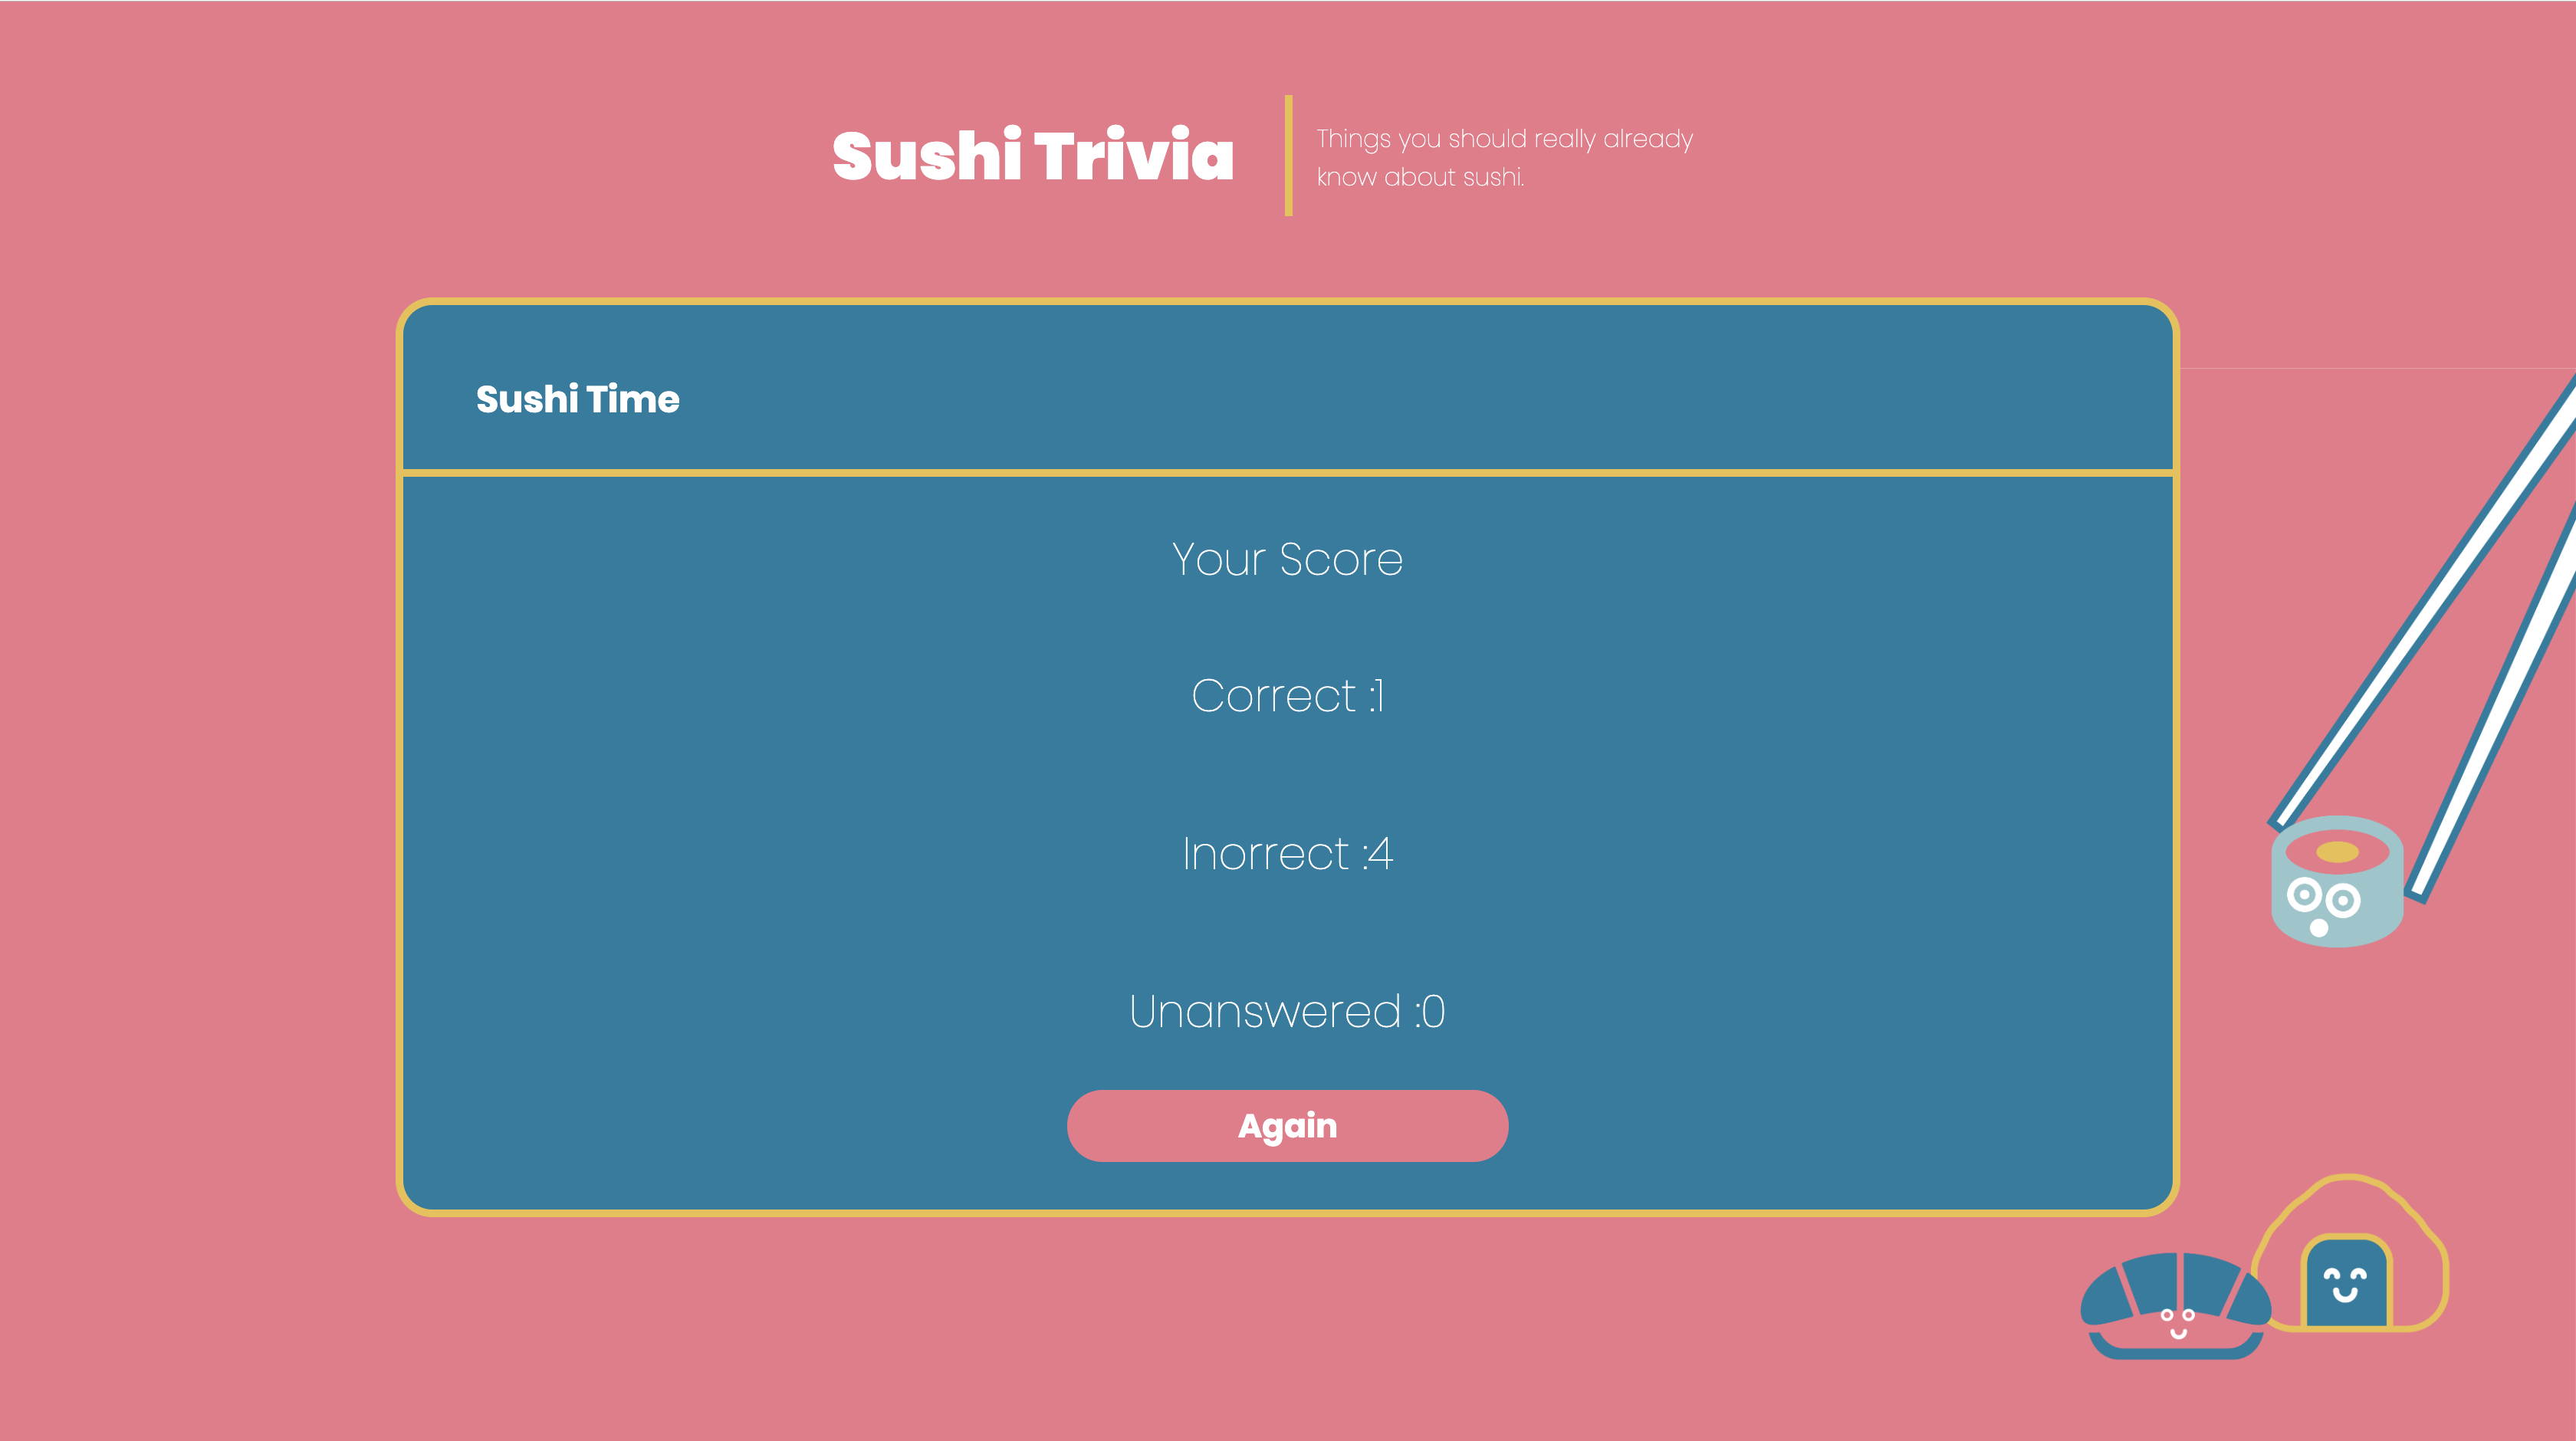 Sushi Trivia
Things you should really already
know about sushi.
Sushi Time
Your Score
Correct :1
Inorrect :4
Unanswered :0
Again